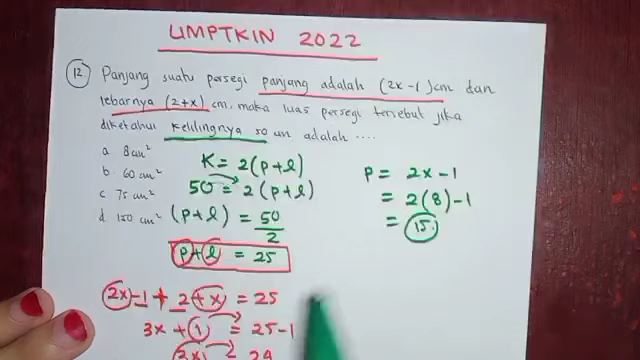 UMPTKIN 2022
12 Panjang suatu persegi panjang adalah (2x-1)cm dan
lebarnya (2+x) cm, maka luas persegi tersebut jika
diketahui kelilingnya 50 cm adalah ....
a 8 cm²
b. 60 cm²
c 75 cm²
d 150 cm²
K = 2(p+l)
50 = 2(p+l)
(p+l) = 50/2
p+l = 25
2x-1 + 2+x = 25
3x + 1 = 25-1
= 24
p = 2x-1
= 2(8)-1
= 15.